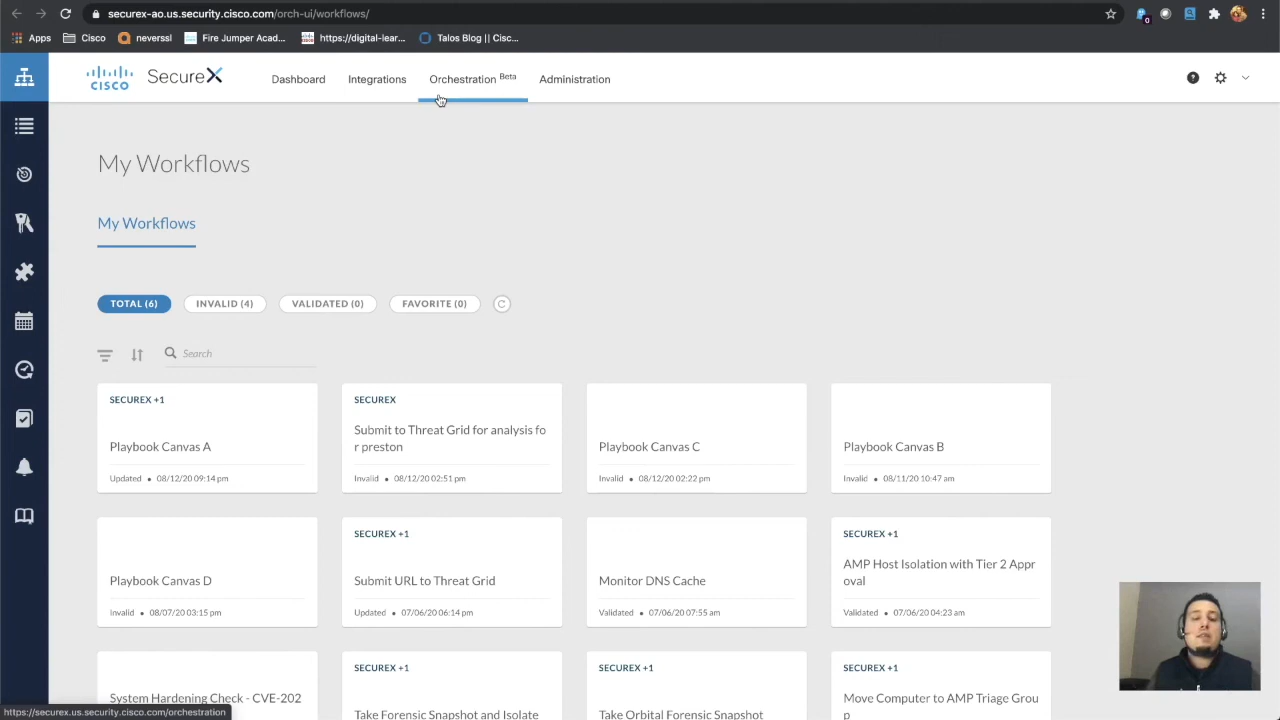 securex-ao.us.security.cisco.com/orch-ui/workflows/
Apps Cisco neverssl Fire Jumper Acad... https://digital-lear... Talos Blog || Cisc...
CISCO SecureX Dashboard Integrations Orchestration Beta Administration
My Workflows
My Workflows
TOTAL (6) INVALID (4) VALIDATED (0) FAVORITE (0)
Search
SECUREX +1
Playbook Canvas A
Updated • 08/12/20 09:14 pm
SECUREX
Submit to Threat Grid for analysis fo
r preston
Invalid • 08/12/20 02:51 pm
Playbook Canvas C
Invalid • 08/12/20 02:22 pm
Playbook Canvas B
Invalid • 08/11/20 10:47 am
Playbook Canvas D
Invalid • 08/07/20 03:15 pm
SECUREX +1
Submit URL to Threat Grid
Updated • 07/06/20 06:14 pm
Monitor DNS Cache
Validated • 07/06/20 07:55 am
SECUREX +1
AMP Host Isolation with Tier 2 Appr
oval
Validated • 07/06/20 04:23 am
System Hardening Check - CVE-202
SECUREX +1
Take Forensic Snapshot and Isolate
SECUREX +1
Take Orbital Forensic Snapshot
SECUREX +1
Move Computer to AMP Triage Grou
p
https://securex.us.security.cisco.com/orchestration